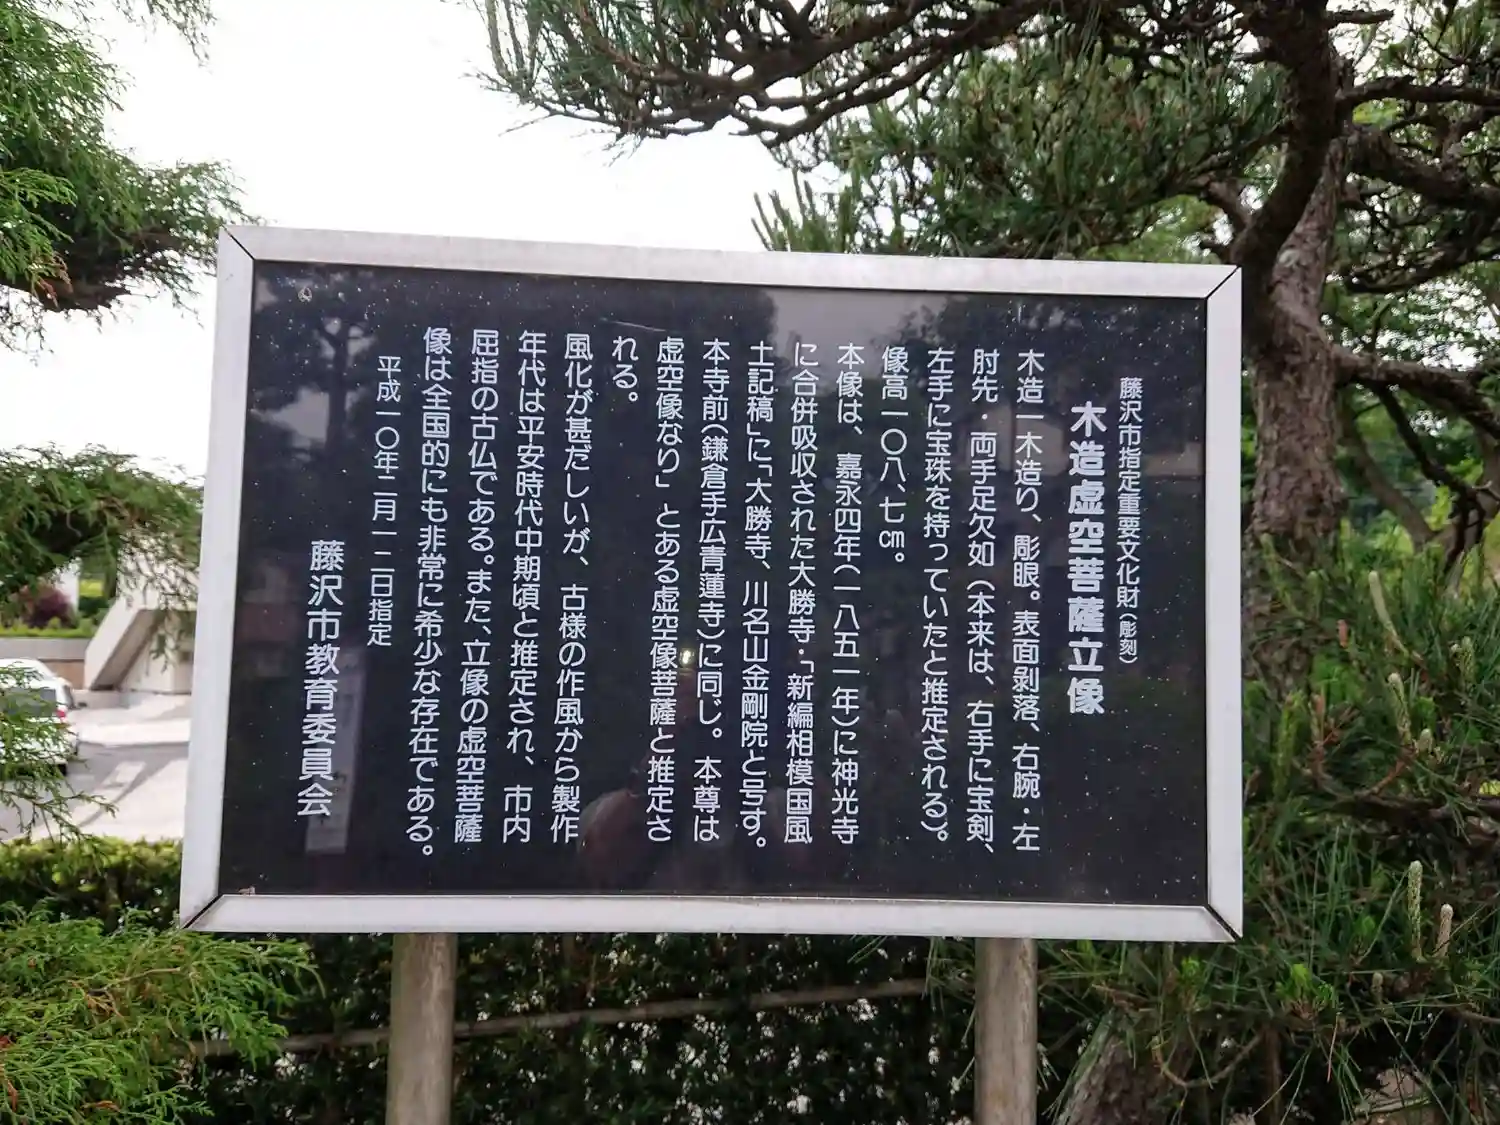 藤沢市指定重要文化財（彫刻）
木造虚空菩薩立像
木造一木造り、彫眼。表面剥落、右腕・左
肘先・両手足欠如（本来は、右手に宝剣、
左手に宝珠を持っていたと推定される）。
像高一〇八、七㎝。
本像は、嘉永四年（一八五一年）に神光寺
に合併吸収された大勝寺・「新編相模国風
土記稿」に「大勝寺、川名山金剛院と号す。
本寺前（鎌倉手広青蓮寺）に同じ。本尊は
虚空像なり」とある虚空像菩薩と推定さ
れる。
風化が甚だしいが、古様の作風から製作
年代は平安時代中期頃と推定され、市内
屈指の古仏である。また、立像の虚空菩薩
像は全国的にも非常に希少な存在である。
平成一〇年二月一二日指定
藤沢市教育委員会